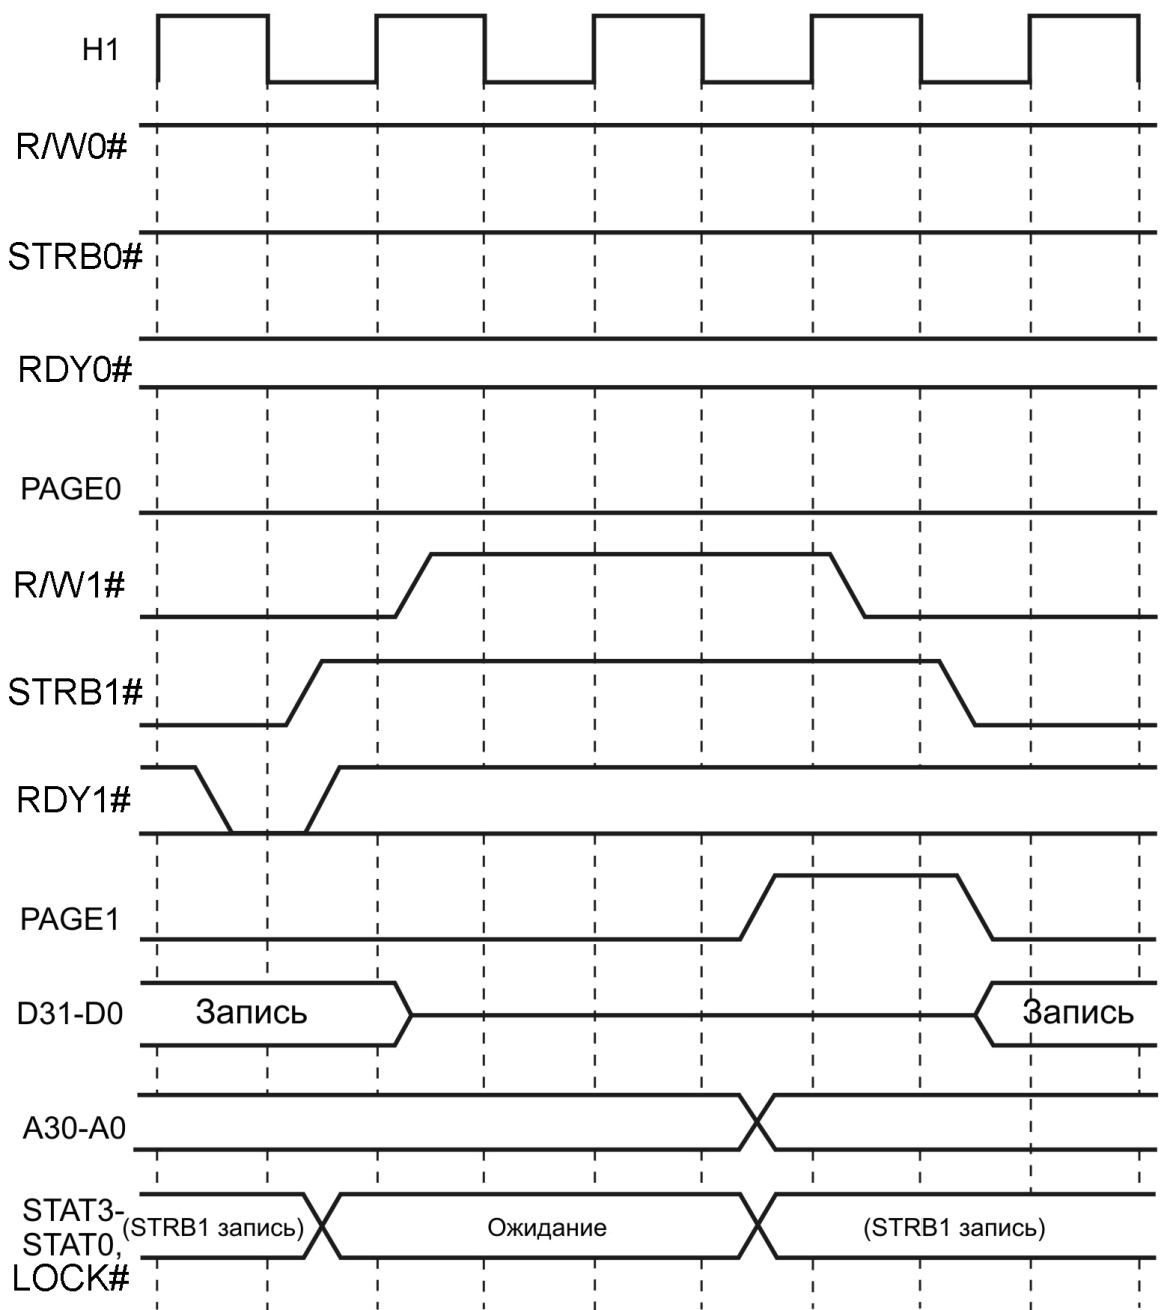 H1
R/W0#
STRB0#
RDY0#
PAGE0
R/W1#
STRB1#
RDY1#
PAGE1
D31-D0 Запись Запись
A30-A0
STAT3-
STAT0, (STRB1 запись) Ожидание (STRB1 запись)
LOCK#